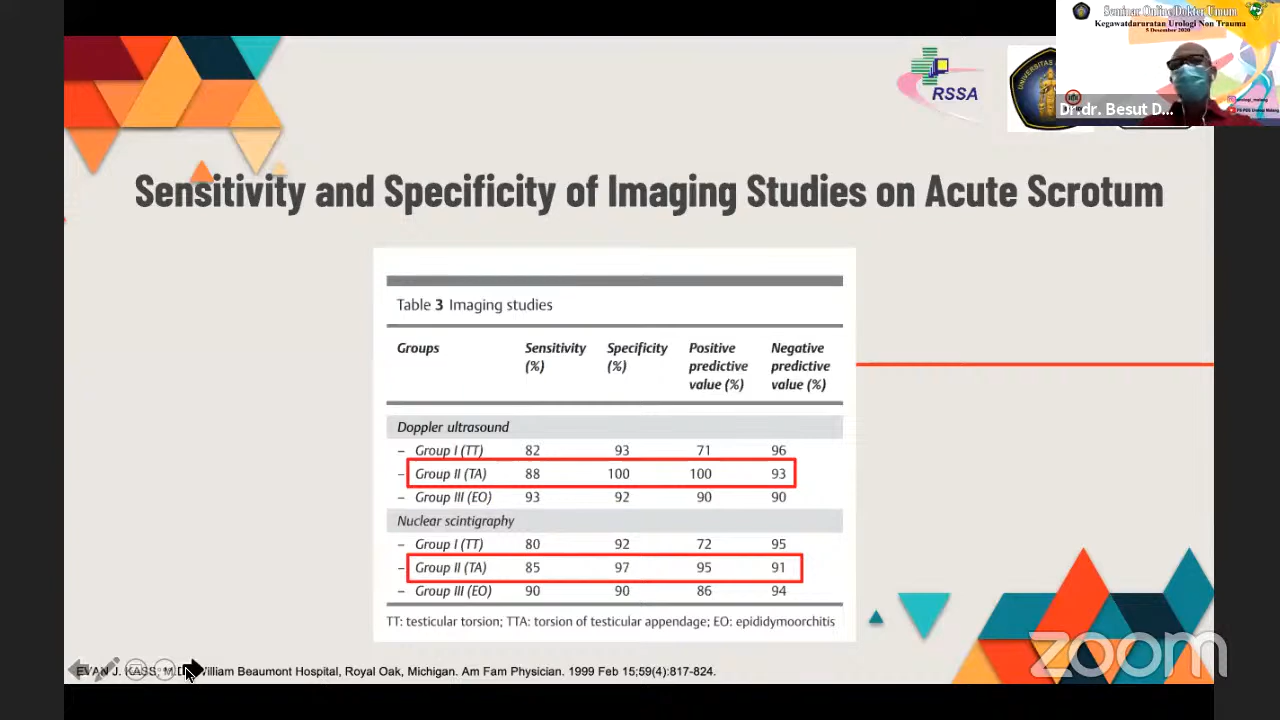 Seminar Online Dokter Umum
Kegawatdaruratan Urologi Non Trauma
5 Desember 2020
RSSA
Dr.dr. Besut D...
Sensitivity and Specificity of Imaging Studies on Acute Scrotum
Table 3 Imaging studies
Groups Sensitivity (%) Specificity (%) Positive predictive value (%) Negative predictive value (%)
Doppler ultrasound
– Group I (TT) 82 93 71 96
– Group II (TA) 88 100 100 93
– Group III (EO) 93 92 90 90
Nuclear scintigraphy
– Group I (TT) 80 92 72 95
– Group II (TA) 85 97 95 91
– Group III (EO) 90 90 86 94
TT: testicular torsion; TTA: torsion of testicular appendage; EO: epididymoorchitis
EVAN J. KASS, M.D. William Beaumont Hospital, Royal Oak, Michigan. Am Fam Physician. 1999 Feb 15;59(4):817-824.
zoom